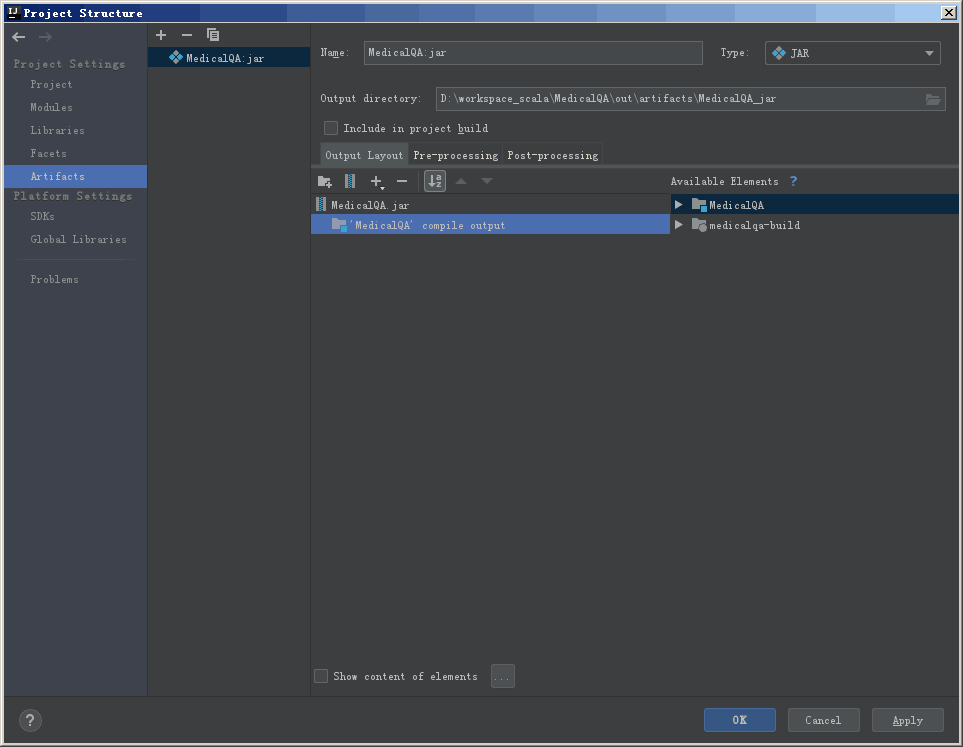 Project Structure
Project Settings
Project
Modules
Libraries
Facets
Artifacts
Platform Settings
SDKs
Global Libraries
Problems
MedicalQA:jar
Name: MedicalQA:jar Type: JAR
Output directory: D:\workspace_scala\MedicalQA\out\artifacts\MedicalQA_jar
Include in project build
Output Layout Pre-processing Post-processing
Available Elements ?
MedicalQA.jar
'MedicalQA' compile output
MedicalQA
medicalqa-build
Show content of elements ...
? OK Cancel Apply